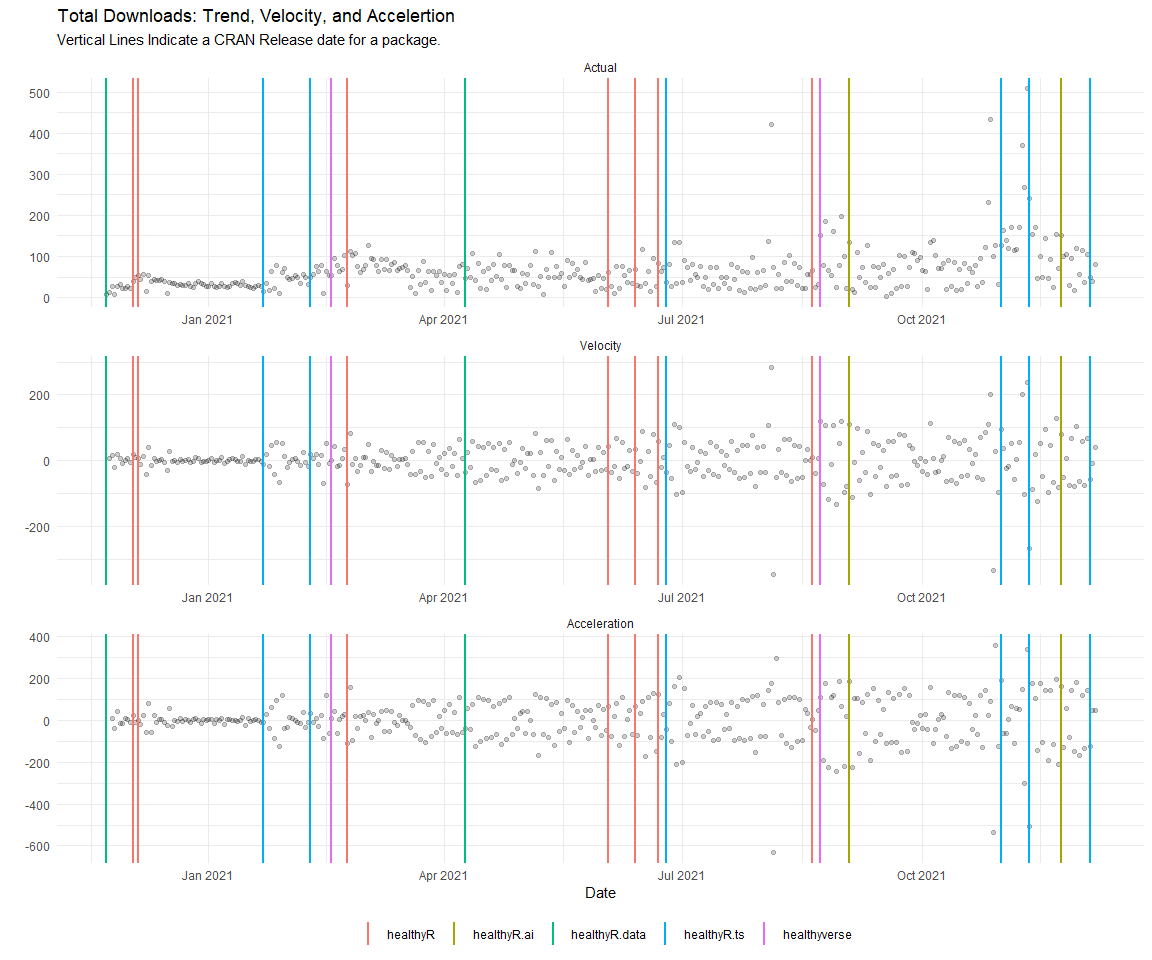 Total Downloads: Trend, Velocity, and Accelertion
Vertical Lines Indicate a CRAN Release date for a package.
Actual
500
400
300
200
100
0
Jan 2021 Apr 2021 Jul 2021 Oct 2021
Velocity
200
0
-200
Jan 2021 Apr 2021 Jul 2021 Oct 2021
Acceleration
400
200
0
-200
-400
-600
Jan 2021 Apr 2021 Jul 2021 Oct 2021
Date
healthyR healthyR.ai healthyR.data healthyR.ts healthyverse